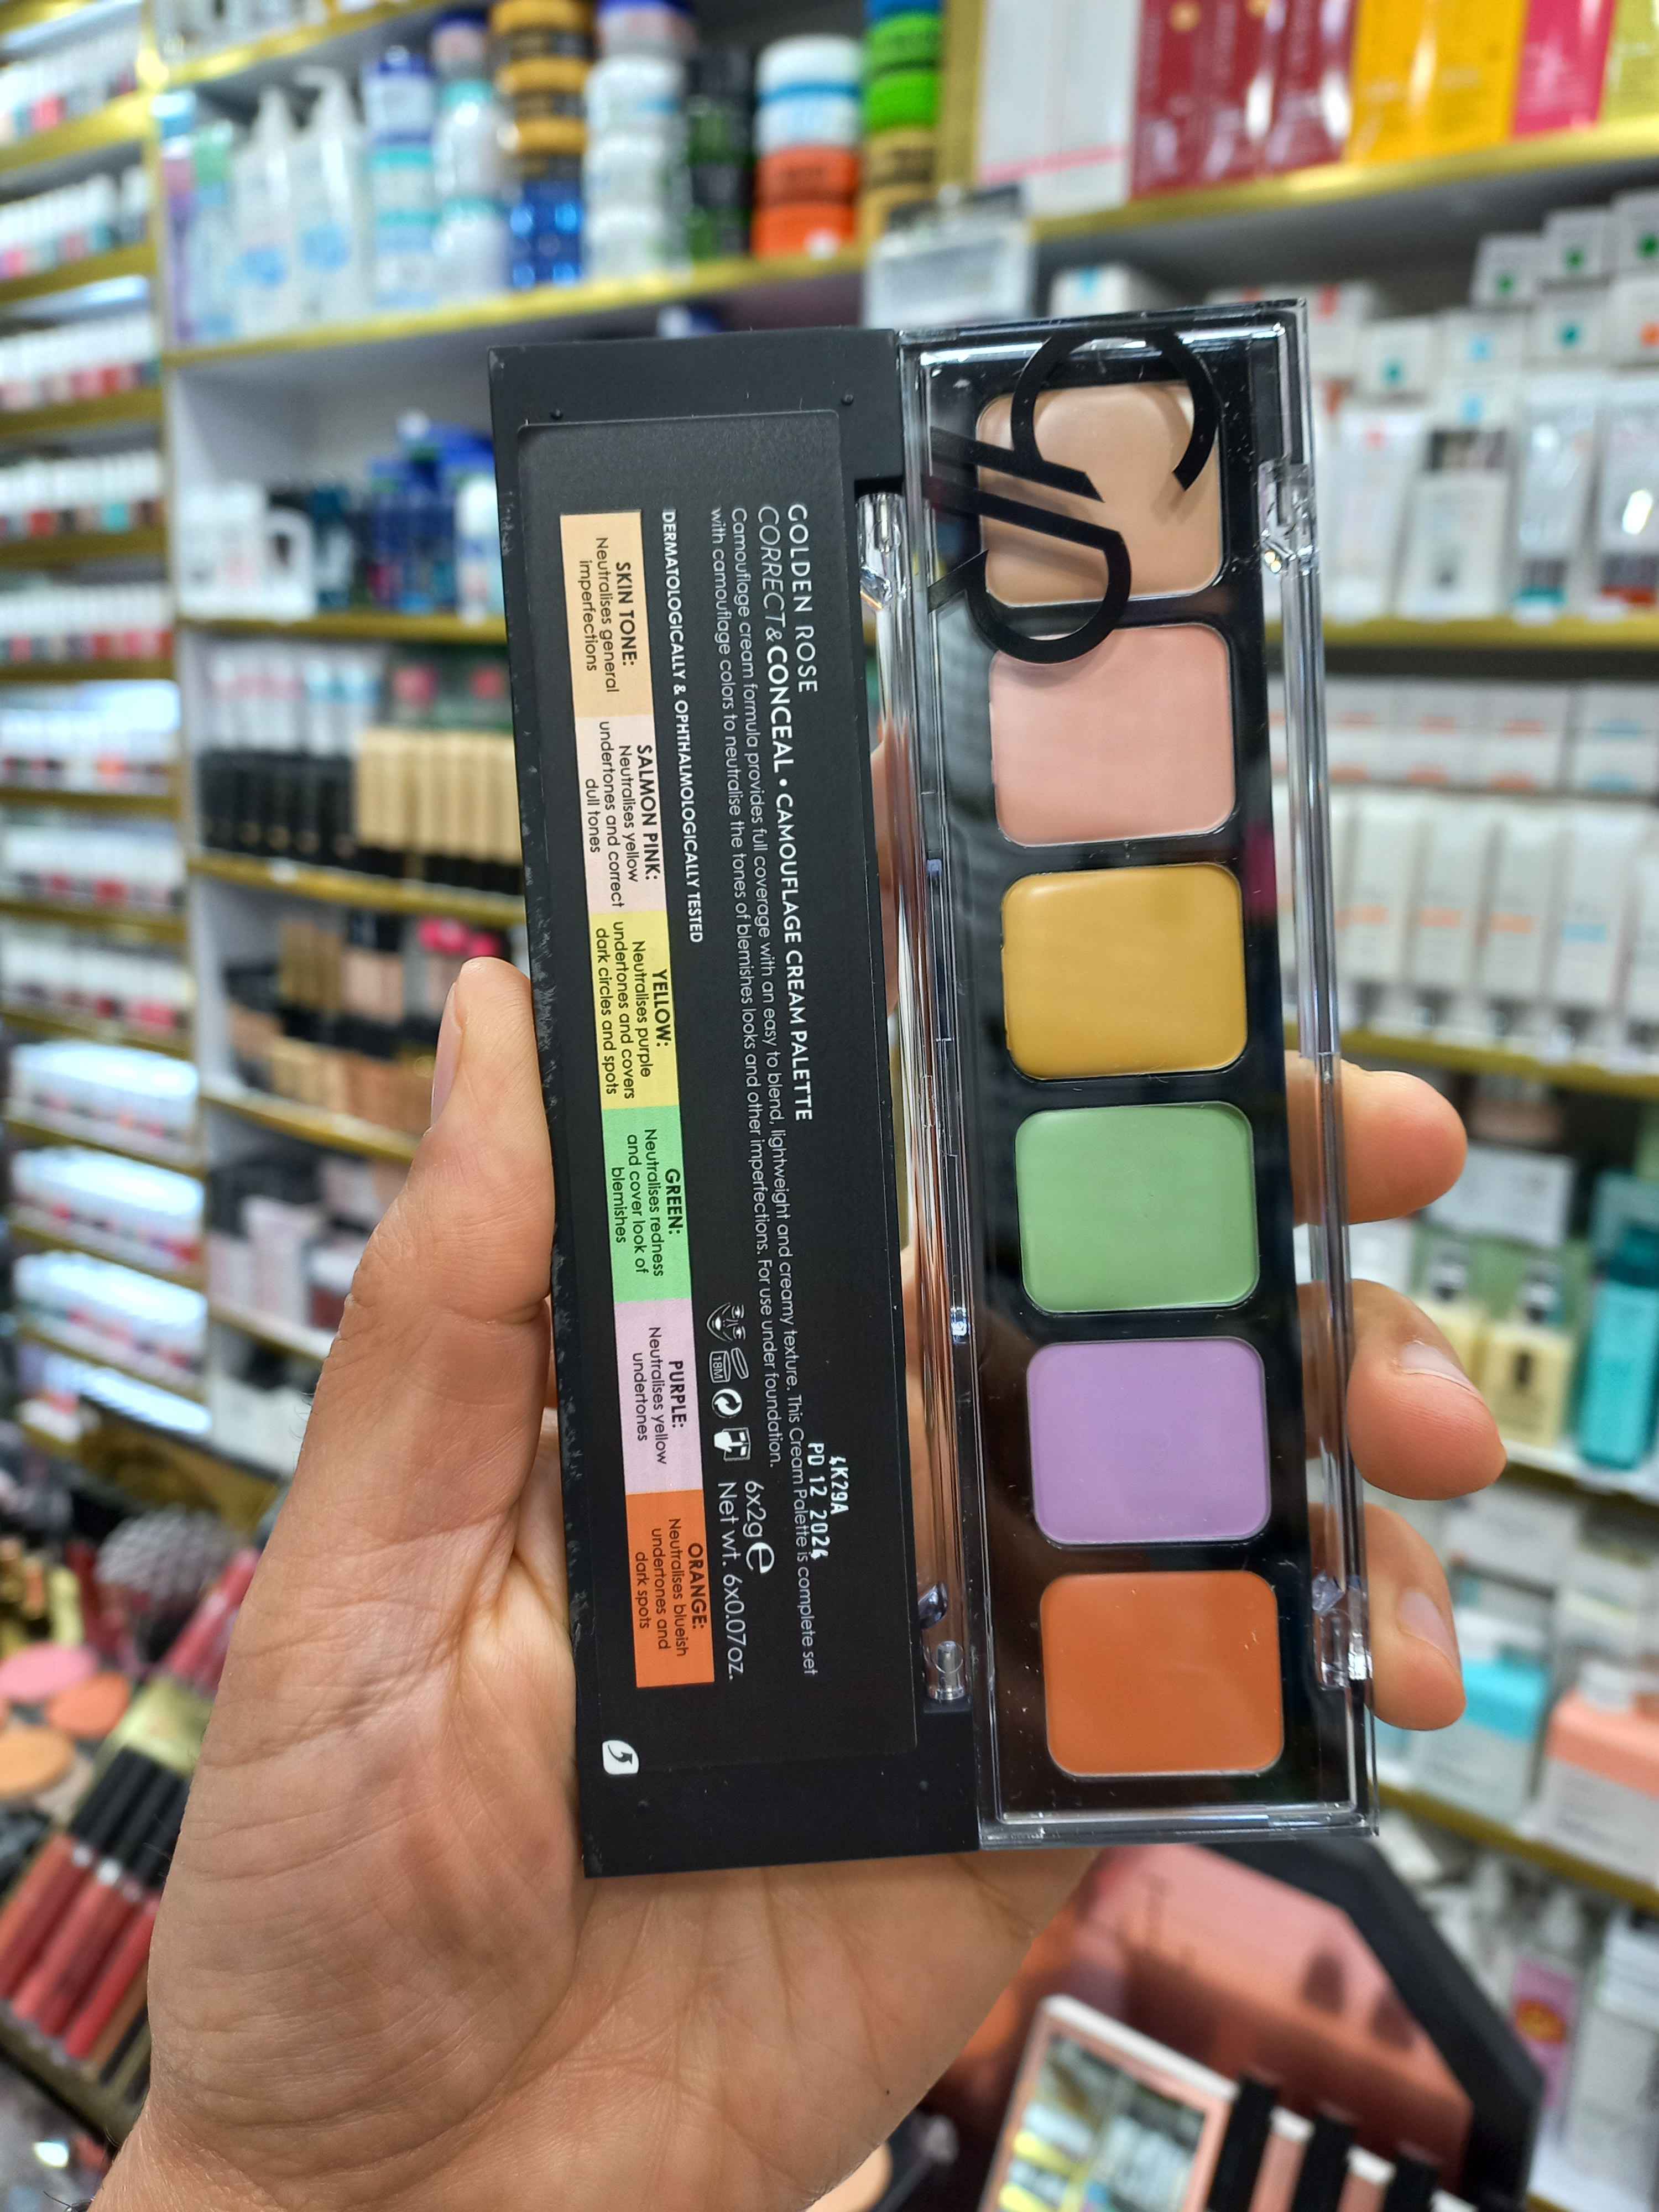 GR
4K29A
PD 12 2024
GOLDEN ROSE
CORRECT & CONCEAL • CAMOUFLAGE CREAM PALETTE
Camouflage cream formula provides full coverage with an easy to blend, lightweight and creamy texture. This Cream Palette is complete set
with camouflage colors to neutralise the tones of blemishes looks and other imperfections. For use under foundation.
DERMATOLOGICALLY & OPHTHALMOLOGICALLY TESTED
18M
6x2g e
Net wt. 6x0.07oz.
SKIN TONE:
Neutralises general
imperfections
SALMON PINK:
Neutralises yellow
undertones and correct
dull tones
YELLOW:
Neutralises purple
undertones and covers
dark circles and spots
GREEN:
Neutralises redness
and cover look of
blemishes
PURPLE:
Neutralises yellow
undertones
ORANGE:
Neutralises blueish
undertones and
dark spots